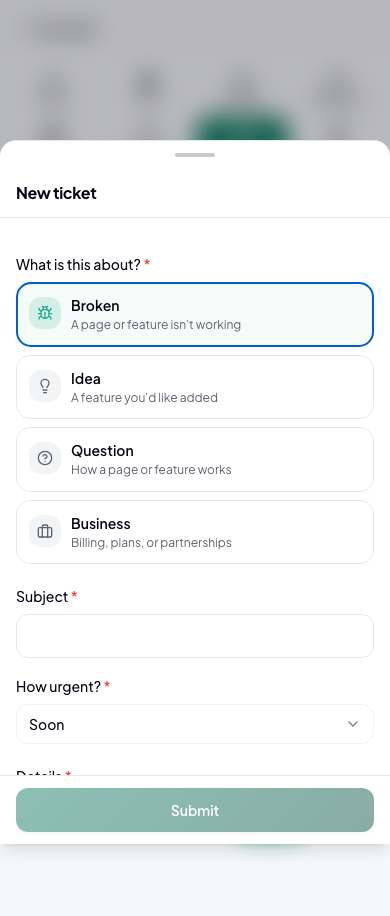 New ticket
What is this about? *
Broken
A page or feature isn't working
Idea
A feature you'd like added
Question
How a page or feature works
Business
Billing, plans, or partnerships
Subject *
How urgent? *
Soon
Details *
Submit